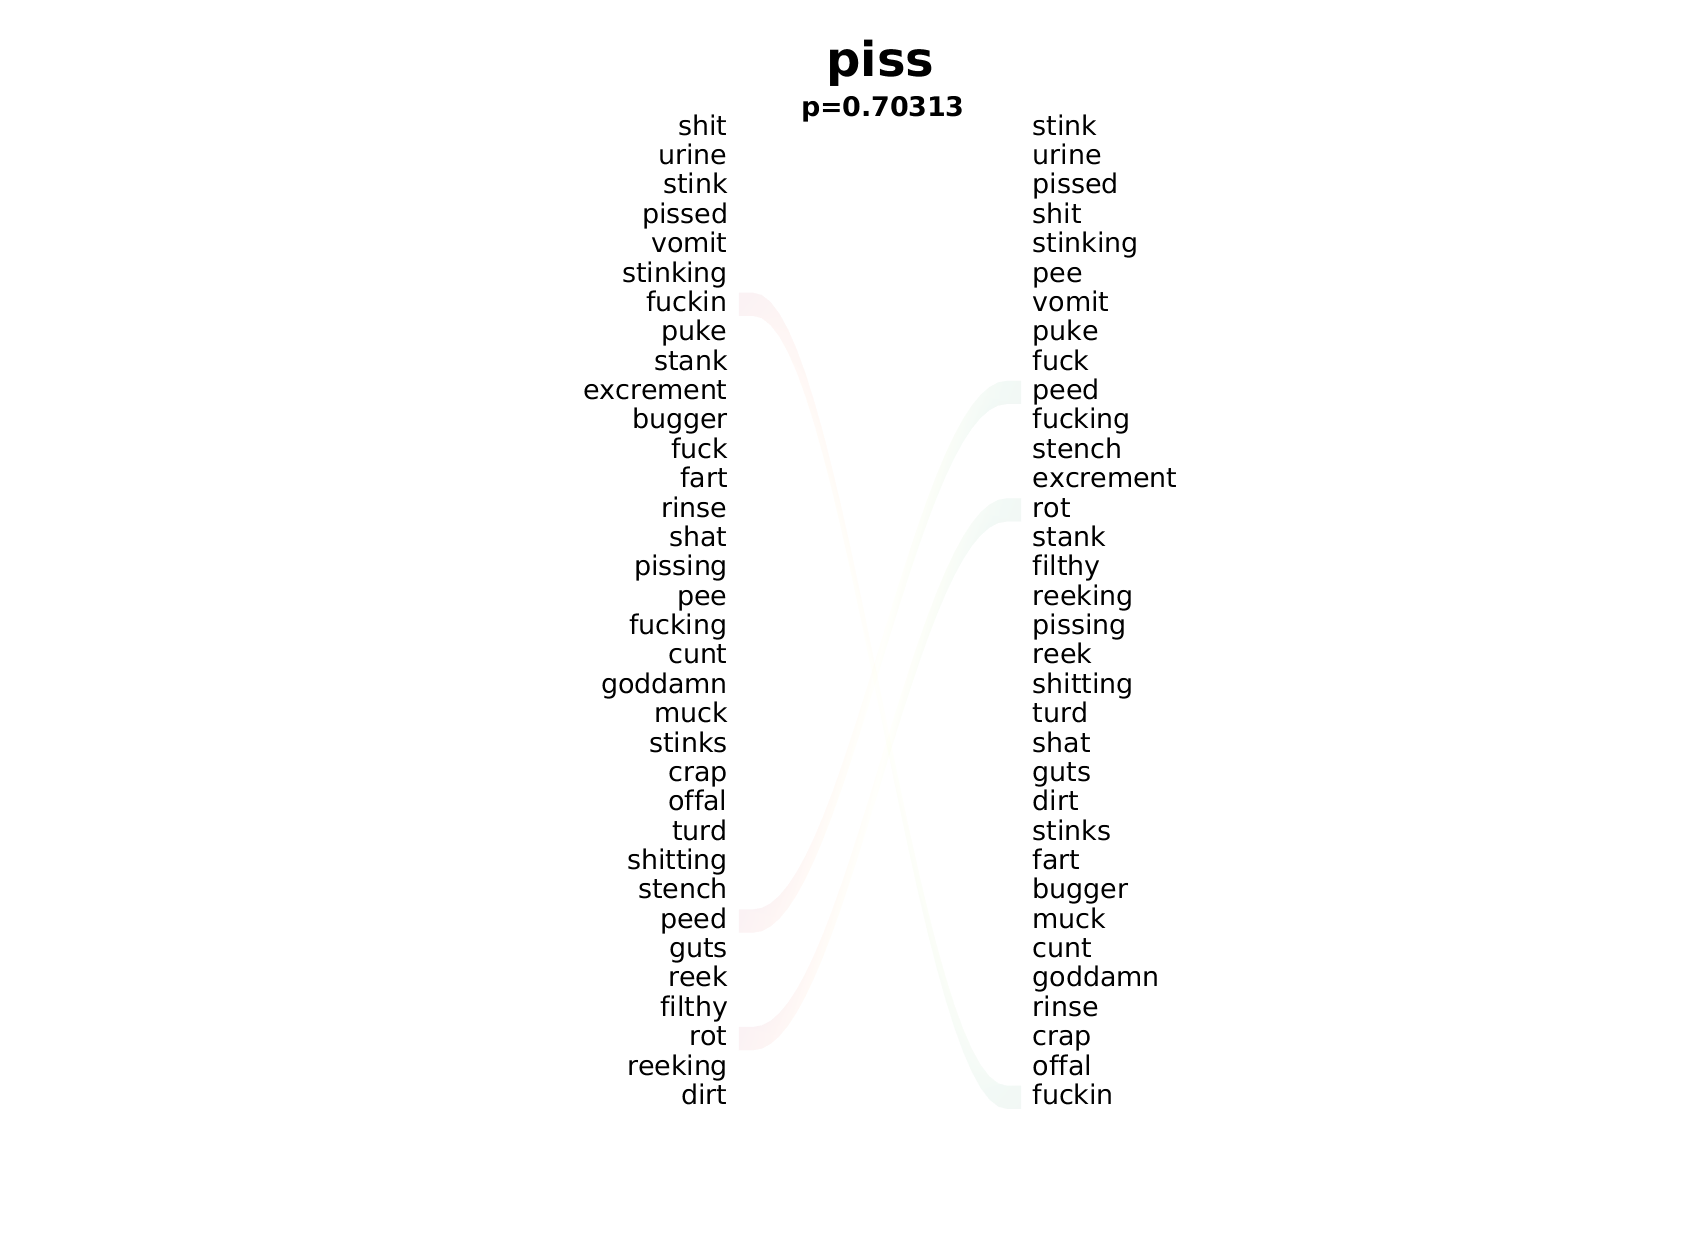 piss
p=0.70313
shit stink
urine urine
stink pissed
pissed shit
vomit stinking
stinking pee
fuckin vomit
puke puke
stank fuck
excrement peed
bugger fucking
fuck stench
fart excrement
rinse rot
shat stank
pissing filthy
pee reeking
fucking pissing
cunt reek
goddamn shitting
muck turd
stinks shat
crap guts
offal dirt
turd stinks
shitting fart
stench bugger
peed muck
guts cunt
reek goddamn
filthy rinse
rot crap
reeking offal
dirt fuckin